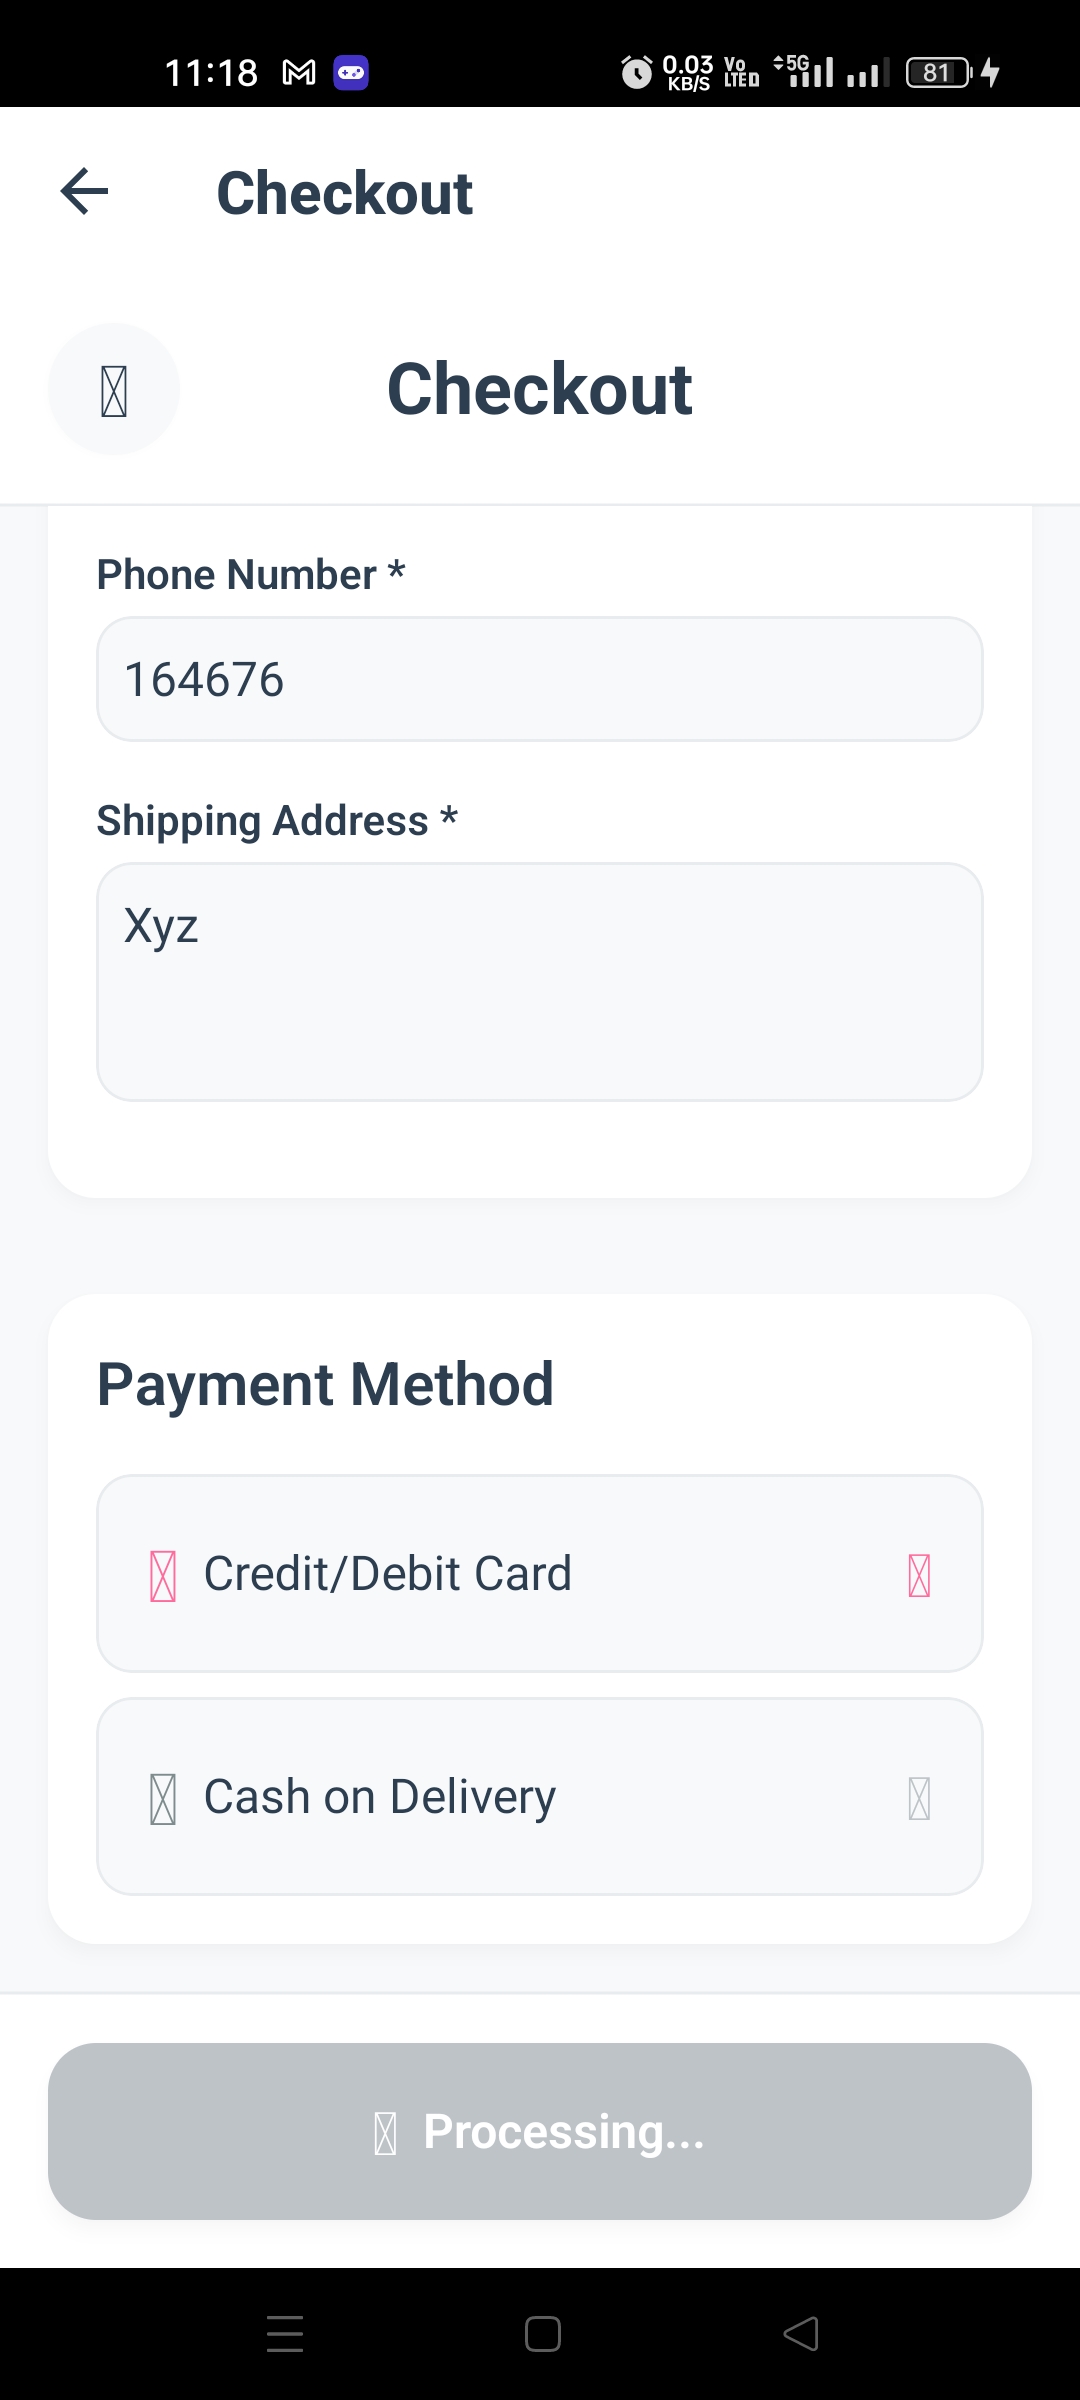 11:18
0.03
KB/S
Vo
LTED
5G
81
Checkout
Checkout
Phone Number *
164676
Shipping Address *
Xyz
Payment Method
Credit/Debit Card
Cash on Delivery
Processing...